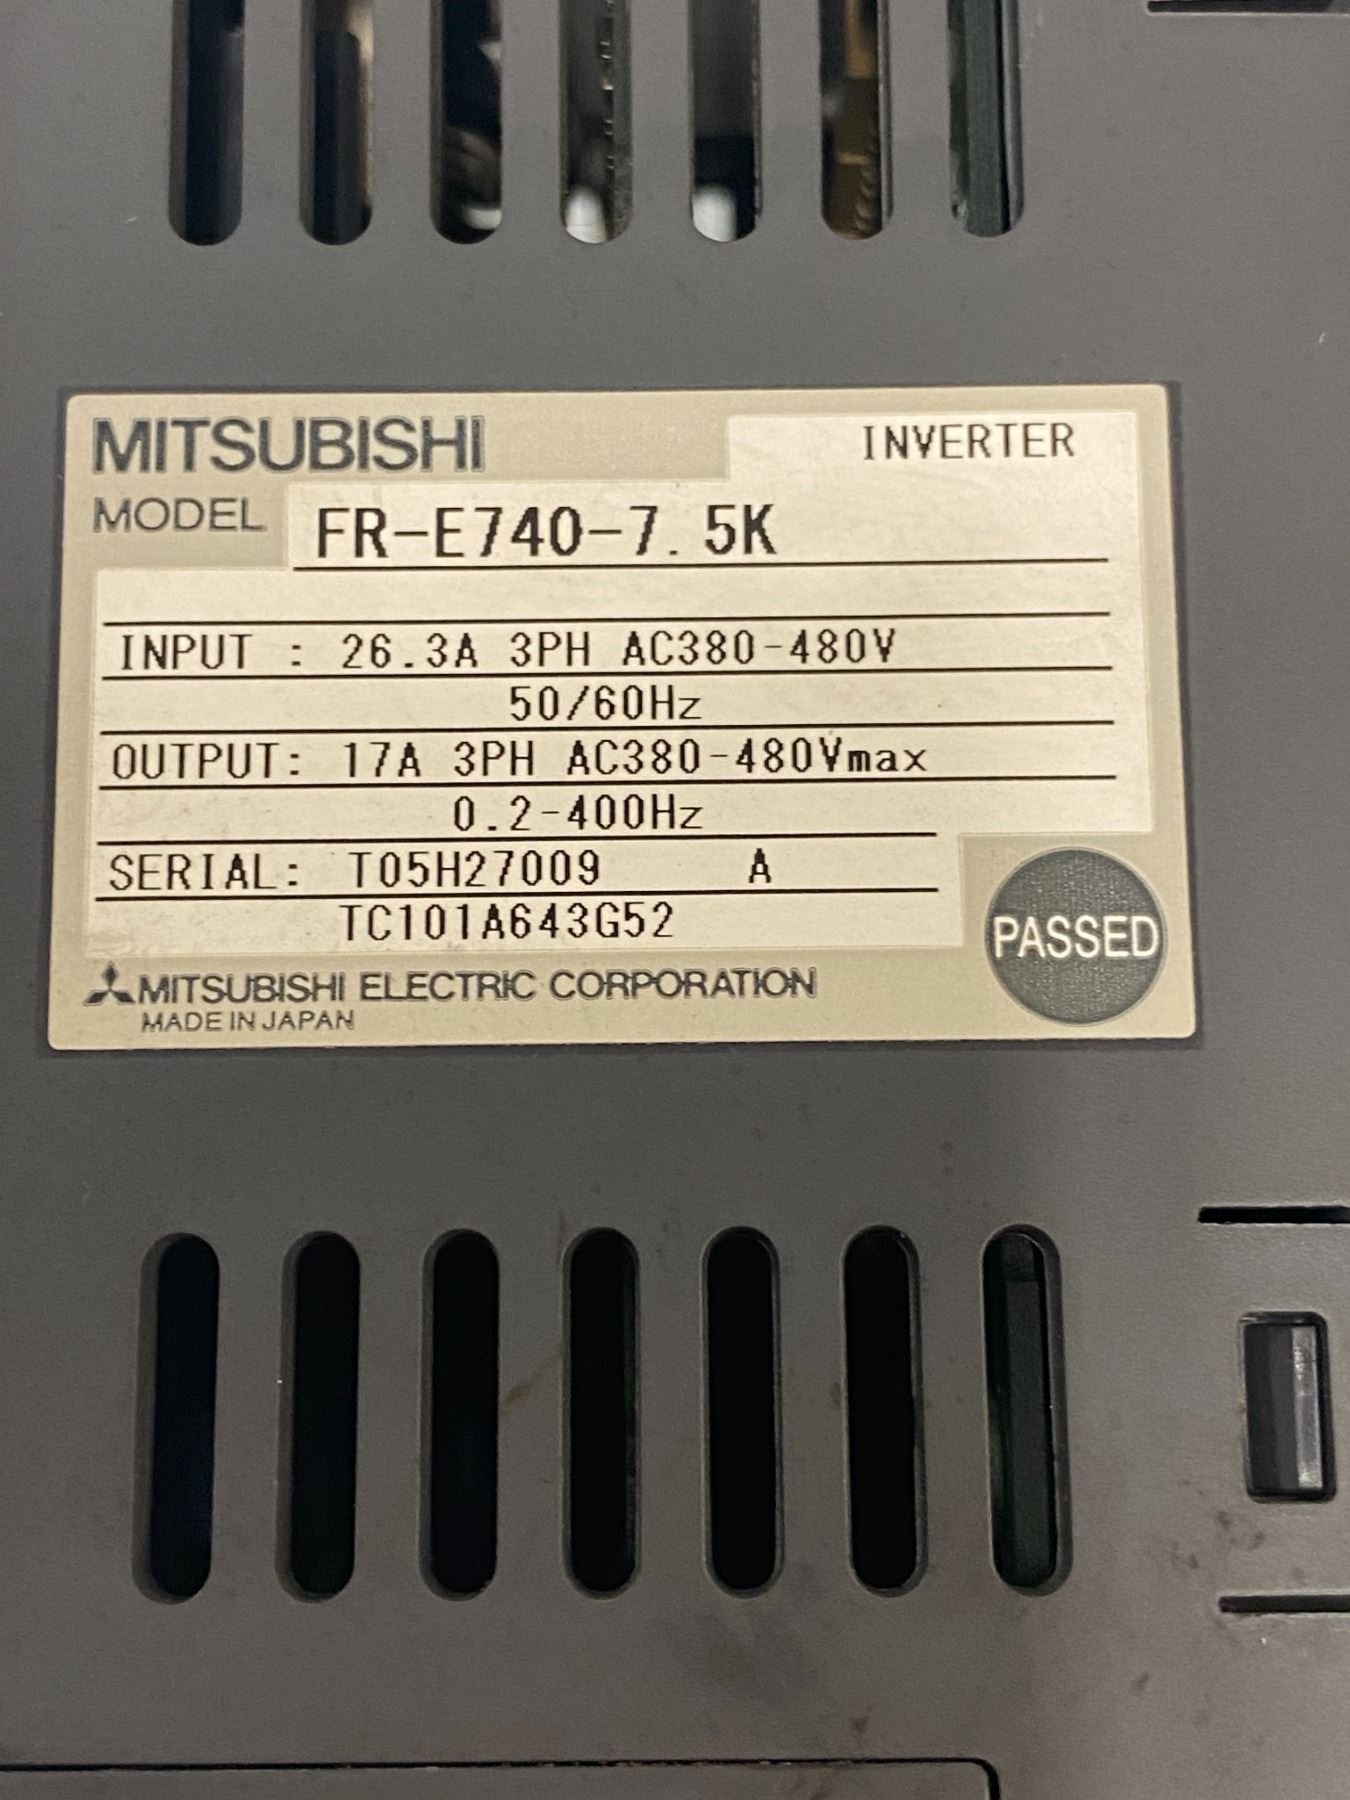 MITSUBISHI INVERTER
MODEL FR-E740-7.5K
INPUT : 26.3A 3PH AC380-480V
50/60Hz
OUTPUT: 17A 3PH AC380-480Vmax
0.2-400Hz
SERIAL: T05H27009 A
TC101A643G52
PASSED
MITSUBISHI ELECTRIC CORPORATION
MADE IN JAPAN